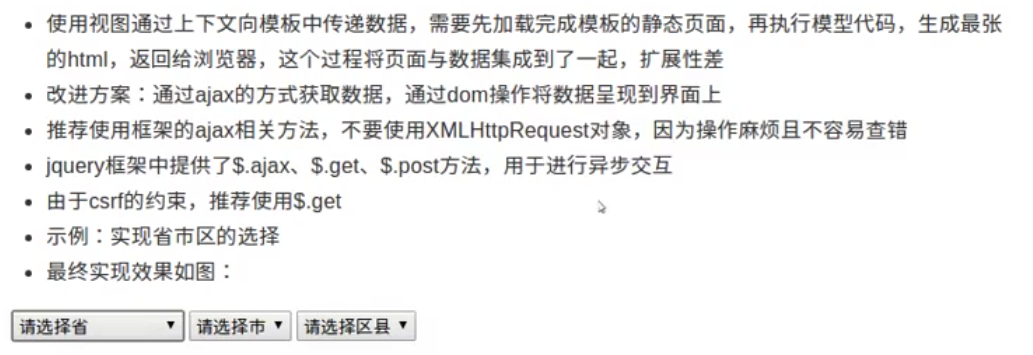 使用视图通过上下文向模板中传递数据，需要先加载完成模板的静态页面，再执行模型代码，生成最张
的html，返回给浏览器，这个过程将页面与数据集成到了一起，扩展性差
改进方案：通过ajax的方式获取数据，通过dom操作将数据呈现到界面上
推荐使用框架的ajax相关方法，不要使用XMLHttpRequest对象，因为操作麻烦且不容易查错
jquery框架中提供了$.ajax、$.get、$.post方法，用于进行异步交互
由于csrf的约束，推荐使用$.get
示例：实现省市区的选择
最终实现效果如图：
请选择省 请选择市 请选择区县